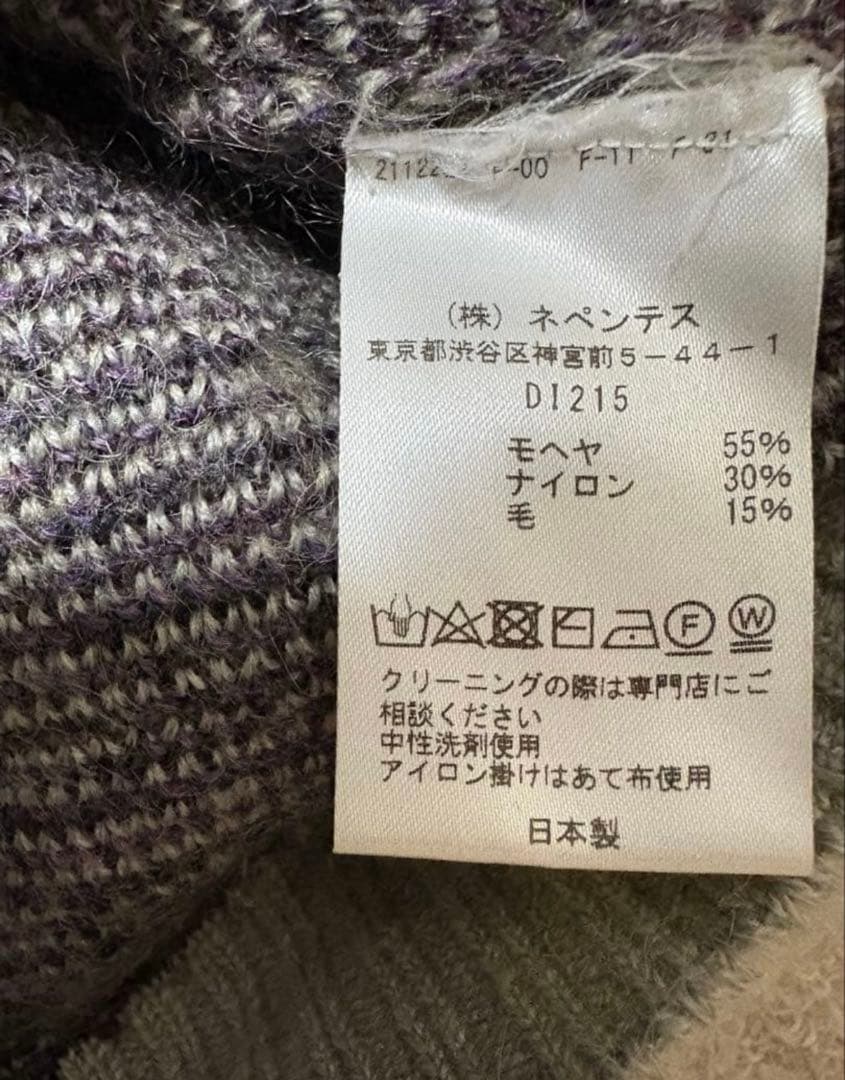 F-11
(株) ネペンテス
東京都渋谷区神宮前5-44-1
DI215
モヘヤ 55%
ナイロン 30%
毛 15%
F W
クリーニングの際は専門店にご
相談ください
中性洗剤使用
アイロン掛けはあて布使用
日本製